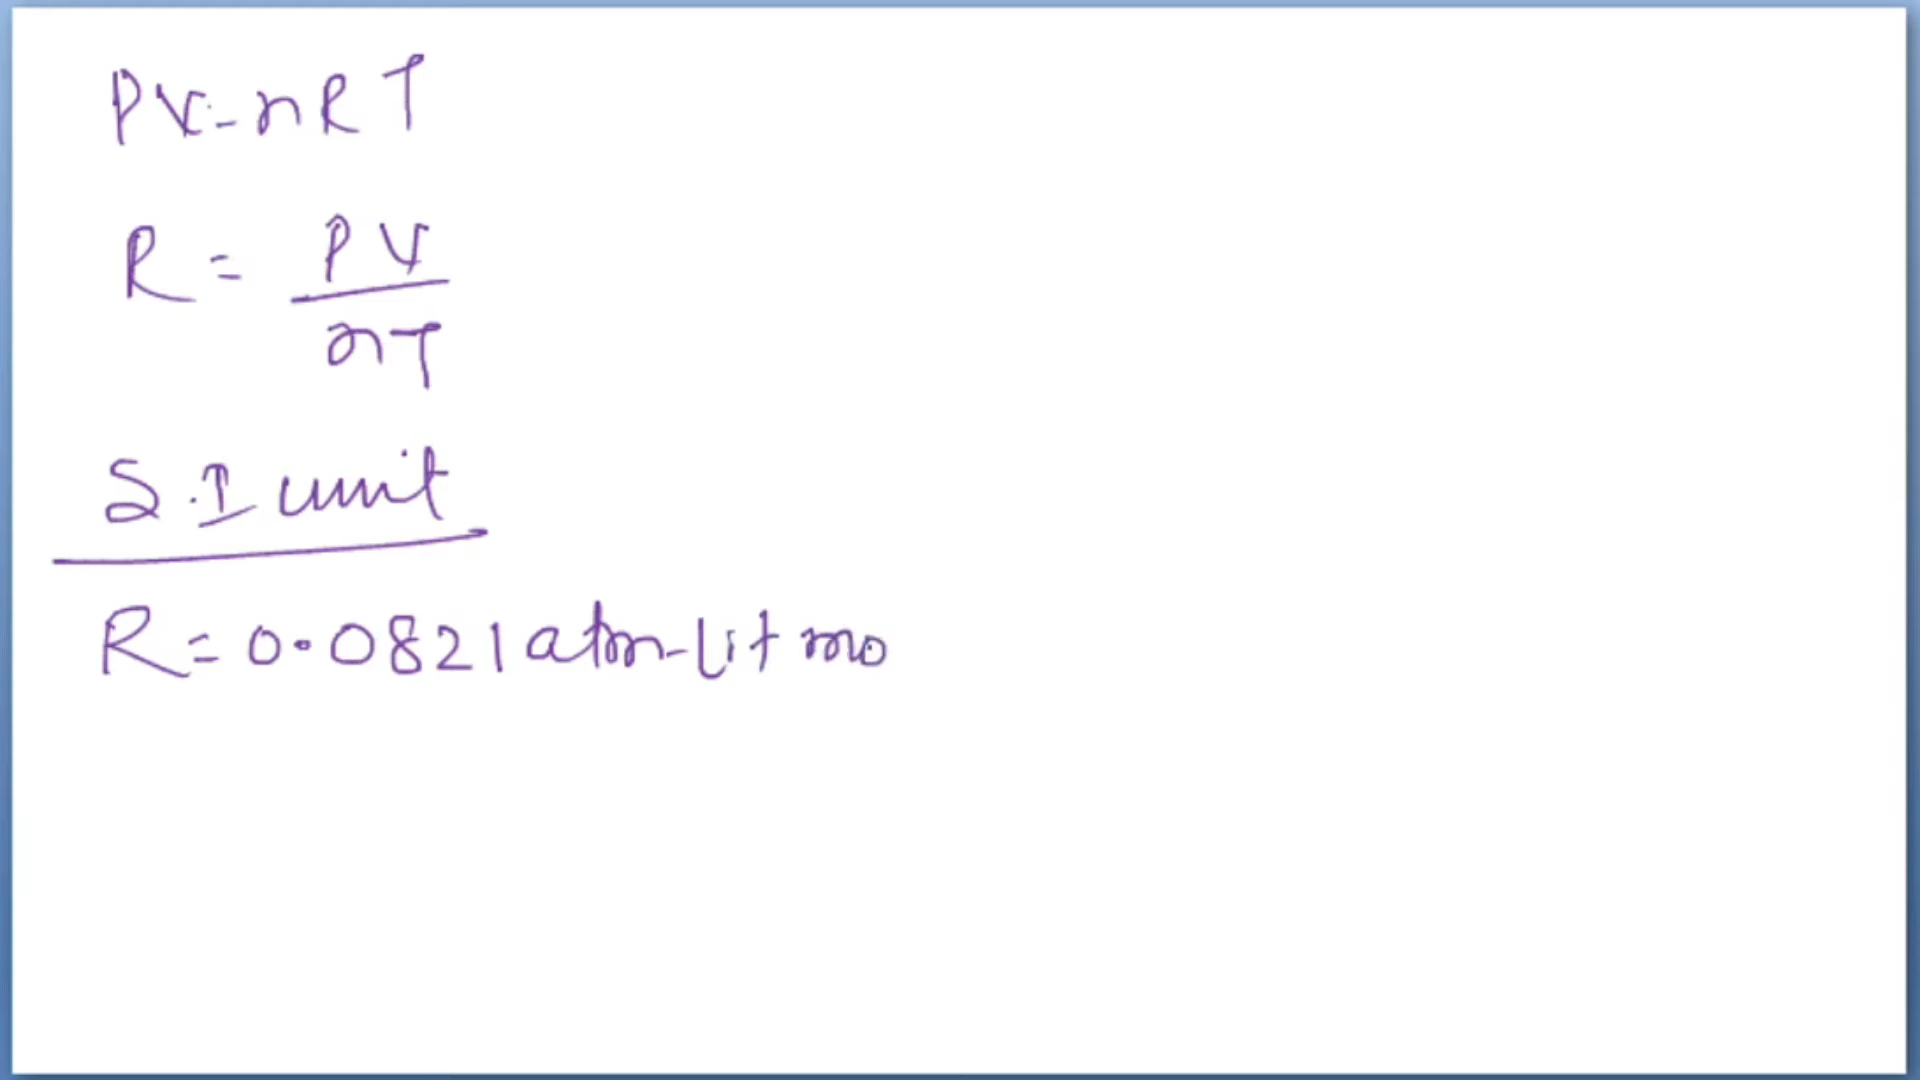 PV=nRT
R = PV
nT
S.I unit
R = 0.0821 atm-lit mo